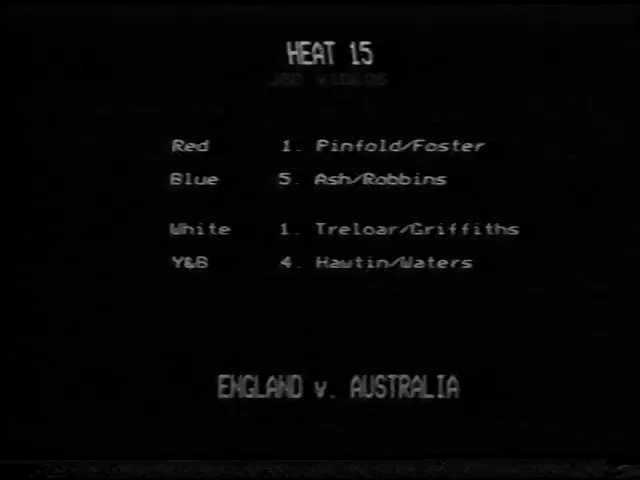 HEAT 15
JSD VIDEOS
Red 1. Pinfold/Foster
Blue 5. Ash/Robbins
White 1. Treloar/Griffiths
Y&B 4. Hawtin/Waters
ENGLAND v. AUSTRALIA